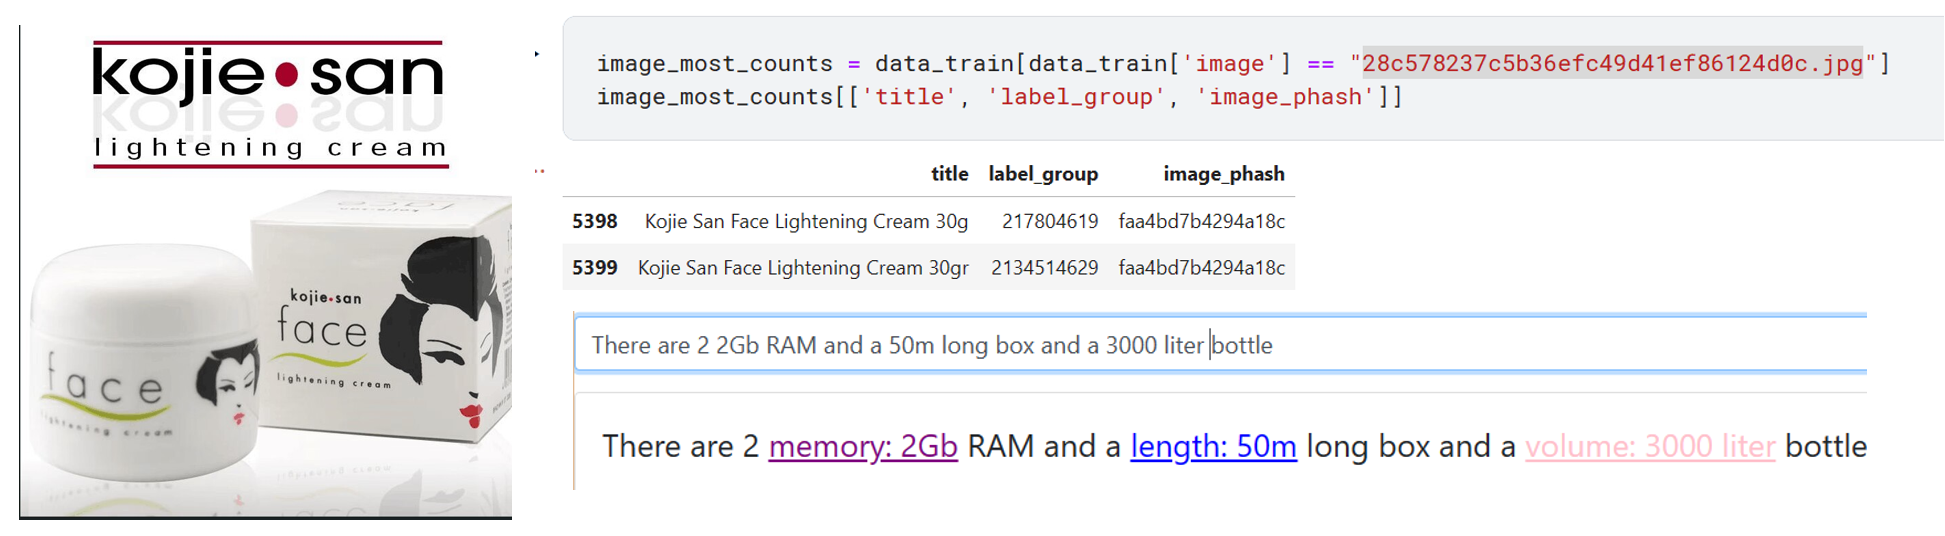 kojie•san
lightening cream
face
kojie•san
face
lightening cream
face
lightening cream
image_most_counts = data_train[data_train['image'] == "28c578237c5b36efc49d41ef86124d0c.jpg"]
image_most_counts[['title', 'label_group', 'image_phash']]
title label_group image_phash
5398 Kojie San Face Lightening Cream 30g 217804619 faa4bd7b4294a18c
5399 Kojie San Face Lightening Cream 30gr 2134514629 faa4bd7b4294a18c
There are 2 2Gb RAM and a 50m long box and a 3000 liter bottle
There are 2 memory: 2Gb RAM and a length: 50m long box and a volume: 3000 liter bottle